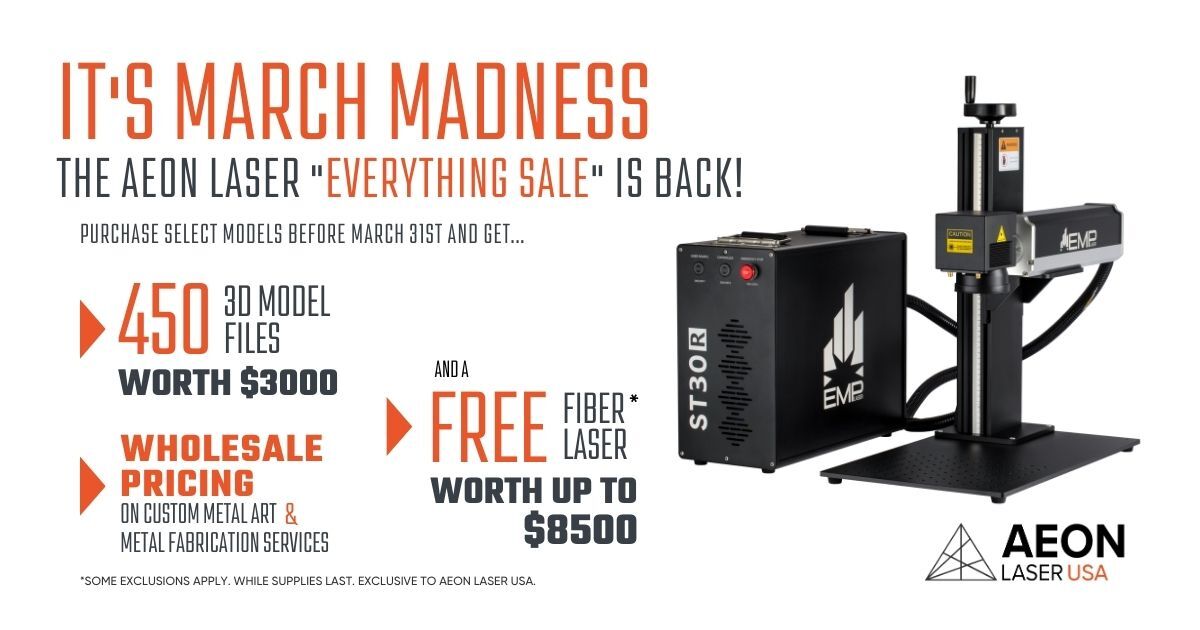 IT'S MARCH MADNESS
THE AEON LASER "EVERYTHING SALE" IS BACK!
PURCHASE SELECT MODELS BEFORE MARCH 31ST AND GET...
450 3D MODEL
FILES
WORTH $3000
WHOLESALE
PRICING
ON CUSTOM METAL ART &
METAL FABRICATION SERVICES
AND A
FREE FIBER*
LASER
WORTH UP TO
$8500
*SOME EXCLUSIONS APPLY. WHILE SUPPLIES LAST. EXCLUSIVE TO AEON LASER USA.
ST30R
EMP
LASER
CAUTION
EMP
LASER
AEON
LASER USA